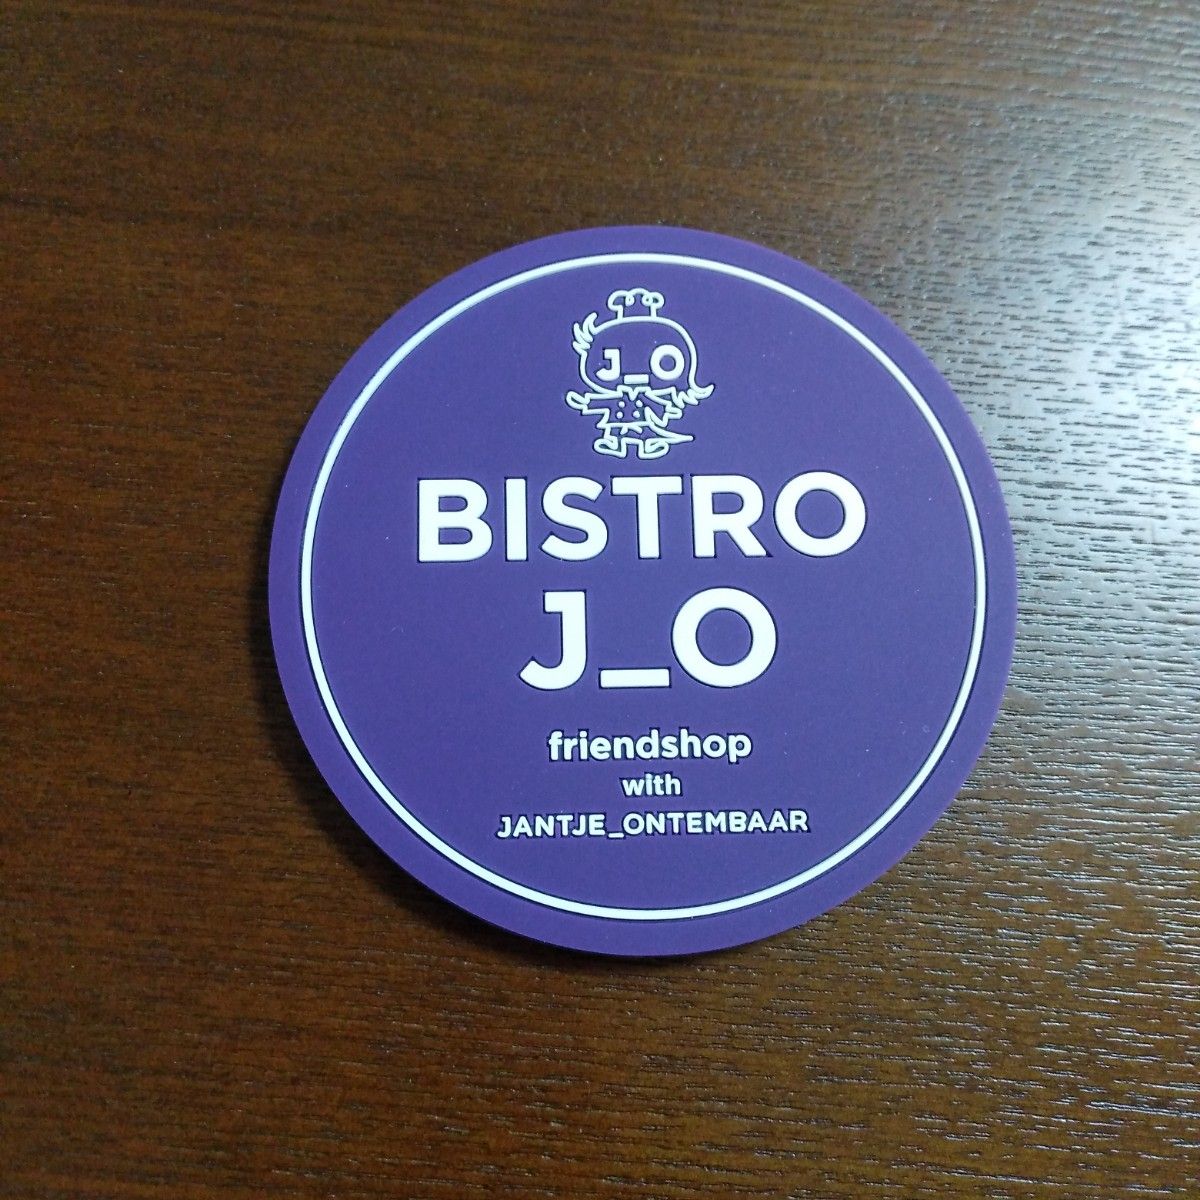 J_O
BISTRO
J_O
friendshop
with
JANTJE_ONTEMBAAR